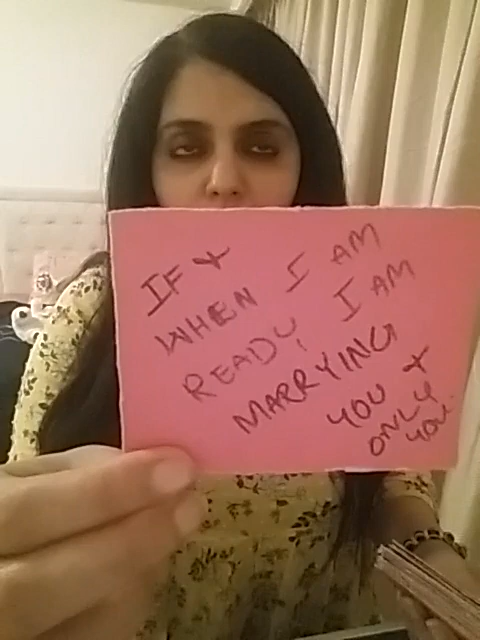 IF &
WHEN I AM
READY, I AM
MARRYING
YOU &
ONLY
YOU.